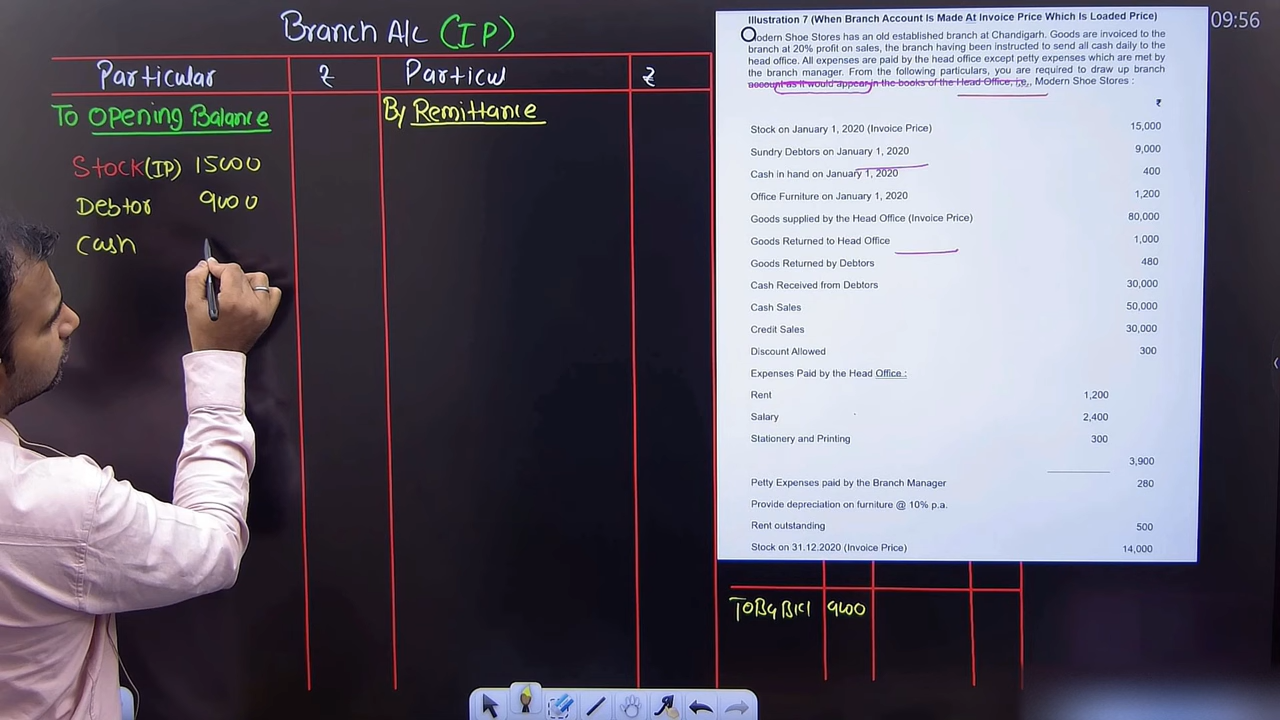 Branch A/c (IP)
Particular ₹ Particul ₹
To Opening Balance By Remittance
Stock (IP) 15000
Debtor 9000
Cash
Illustration 7 (When Branch Account Is Made At Invoice Price Which Is Loaded Price)
Modern Shoe Stores has an old established branch at Chandigarh. Goods are invoiced to the
branch at 20% profit on sales, the branch having been instructed to send all cash daily to the
head office. All expenses are paid by the head office except petty expenses which are met by
the branch manager. From the following particulars, you are required to draw up branch
account as it would appear in the books of the Head Office, i.e., Modern Shoe Stores :
₹
Stock on January 1, 2020 (Invoice Price) 15,000
Sundry Debtors on January 1, 2020 9,000
Cash in hand on January 1, 2020 400
Office Furniture on January 1, 2020 1,200
Goods supplied by the Head Office (Invoice Price) 80,000
Goods Returned to Head Office 1,000
Goods Returned by Debtors 480
Cash Received from Debtors 30,000
Cash Sales 50,000
Credit Sales 30,000
Discount Allowed 300
Expenses Paid by the Head Office :
Rent 1,200
Salary 2,400
Stationery and Printing 300
3,900
Petty Expenses paid by the Branch Manager 280
Provide depreciation on furniture @ 10% p.a.
Rent outstanding 500
Stock on 31.12.2020 (Invoice Price) 14,000
09:56
9000